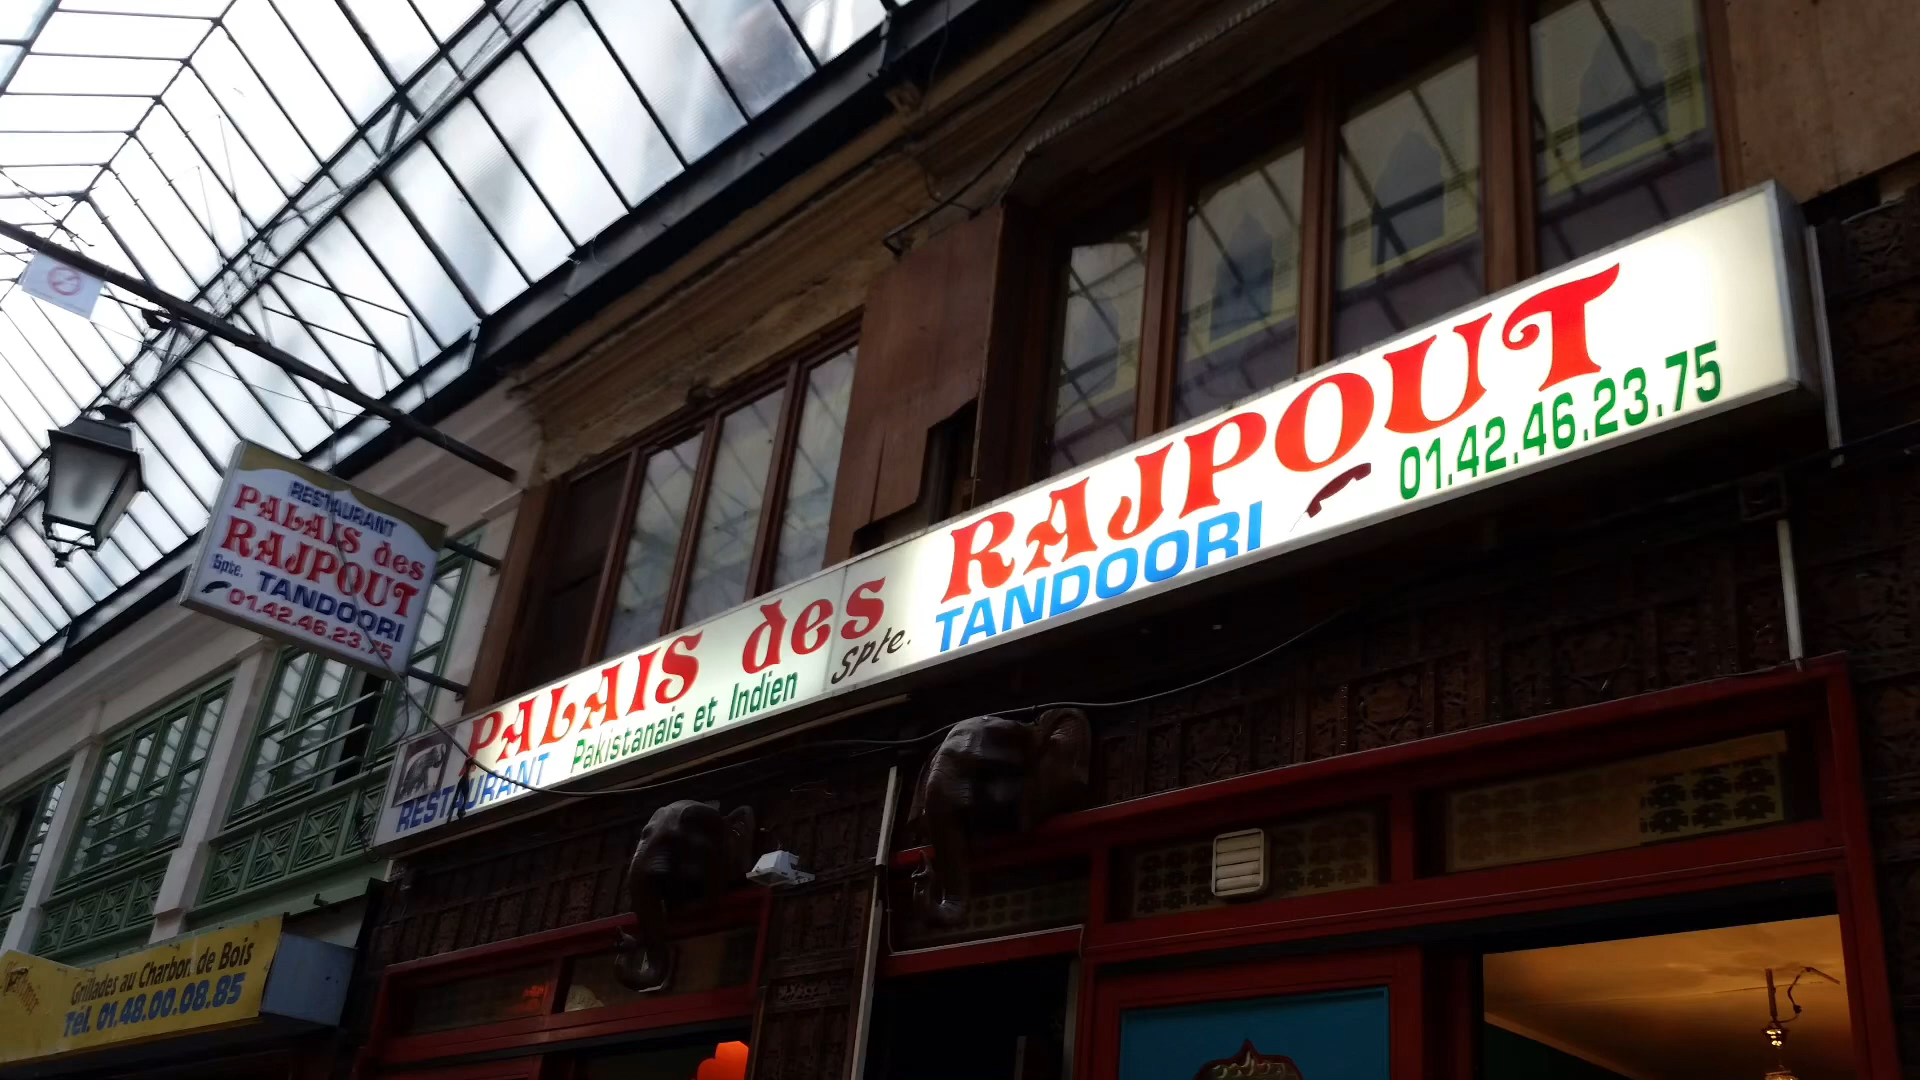 RESTAURANT
PALAIS des
RAJPOUT
Spte. TANDOORI
01.42.46.23.75
PALAIS des RAJPOUT
RESTAURANT Pakistanais et Indien Spte. TANDOORI 01.42.46.23.75
Grillades au Charbon de Bois
Tél. 01.48.00.08.85